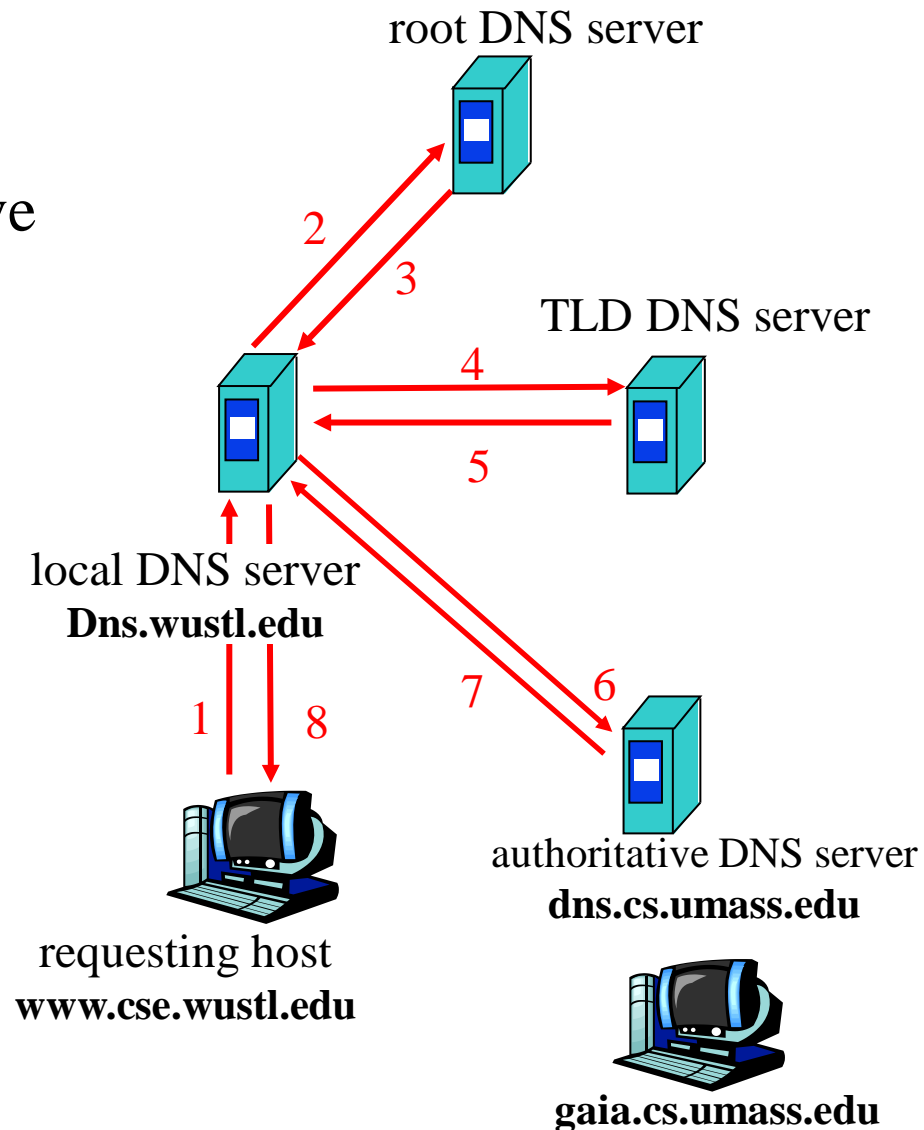 root DNS server
2
3
TLD DNS server
4
5
local DNS server
Dns.wustl.edu
1
8
7
6
authoritative DNS server
dns.cs.umass.edu
requesting host
www.cse.wustl.edu
gaia.cs.umass.edu